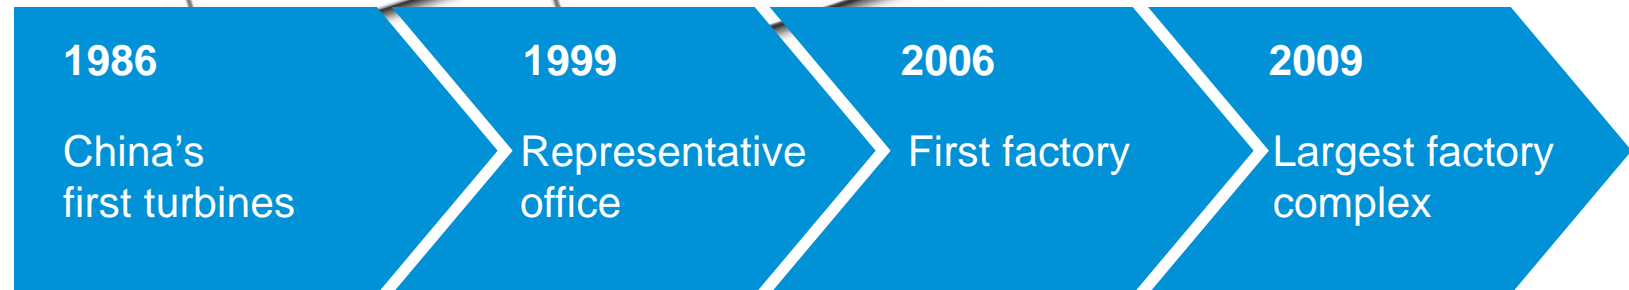 1986
China’s
first turbines
1999
Representative
office
2006
First factory
2009
Largest factory
complex